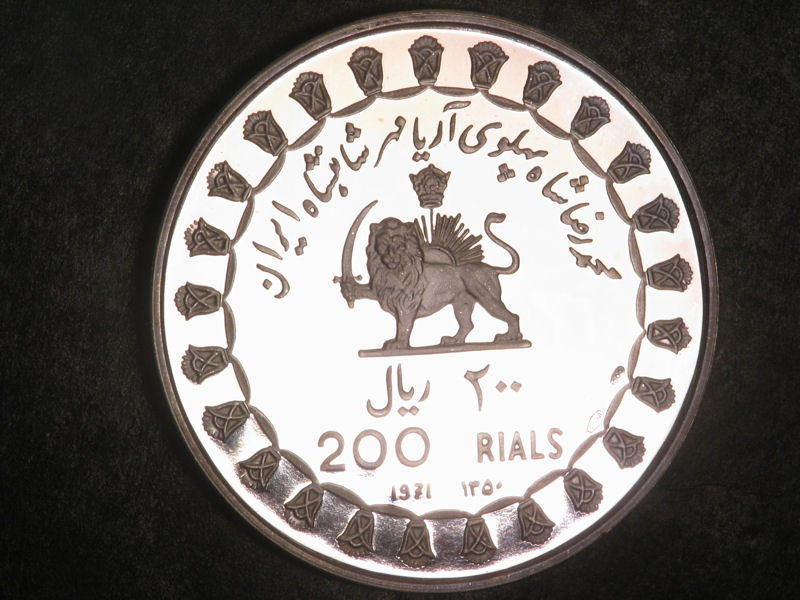 محمدرضا شاه پهلوی آریامهر شاهنشاه ایران
۲۰۰ ریال
200 RIALS
1971 ۱۳۵۰